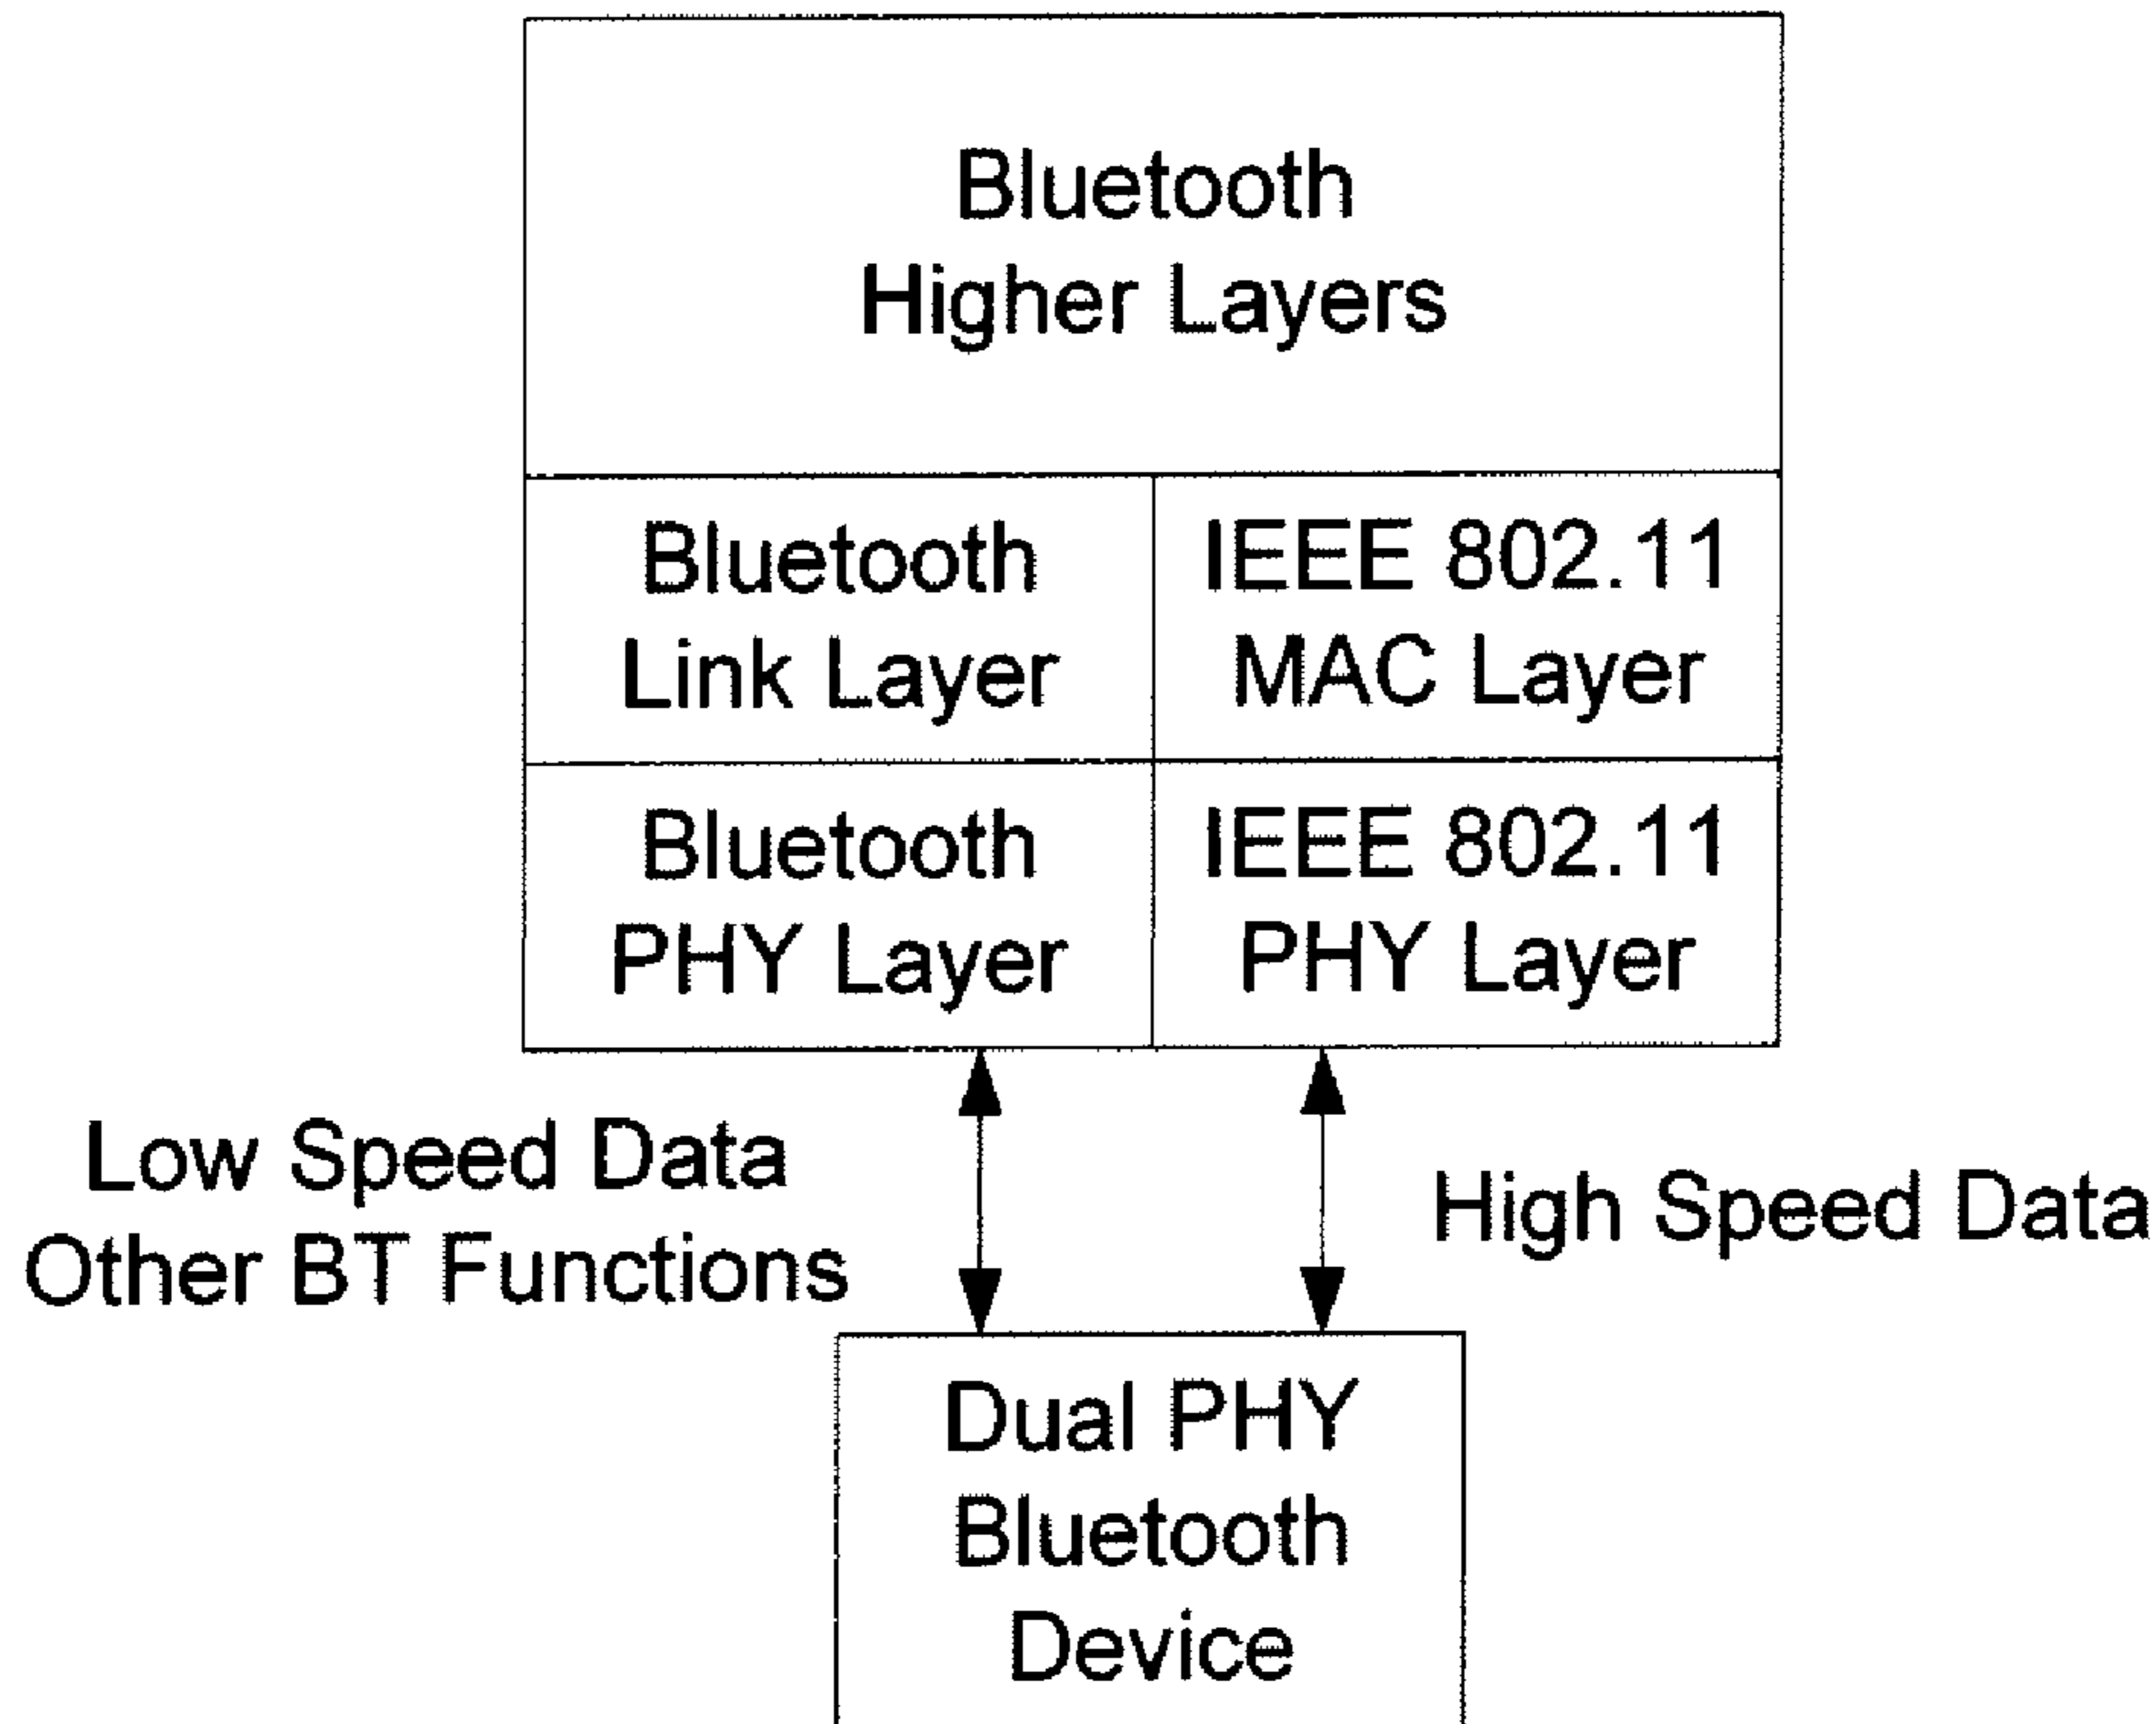 Bluetooth
Higher Layers
Bluetooth
Link Layer
IEEE 802.11
MAC Layer
Bluetooth
PHY Layer
IEEE 802.11
PHY Layer
Low Speed Data
Other BT Functions
High Speed Data
Dual PHY
Bluetooth
Device